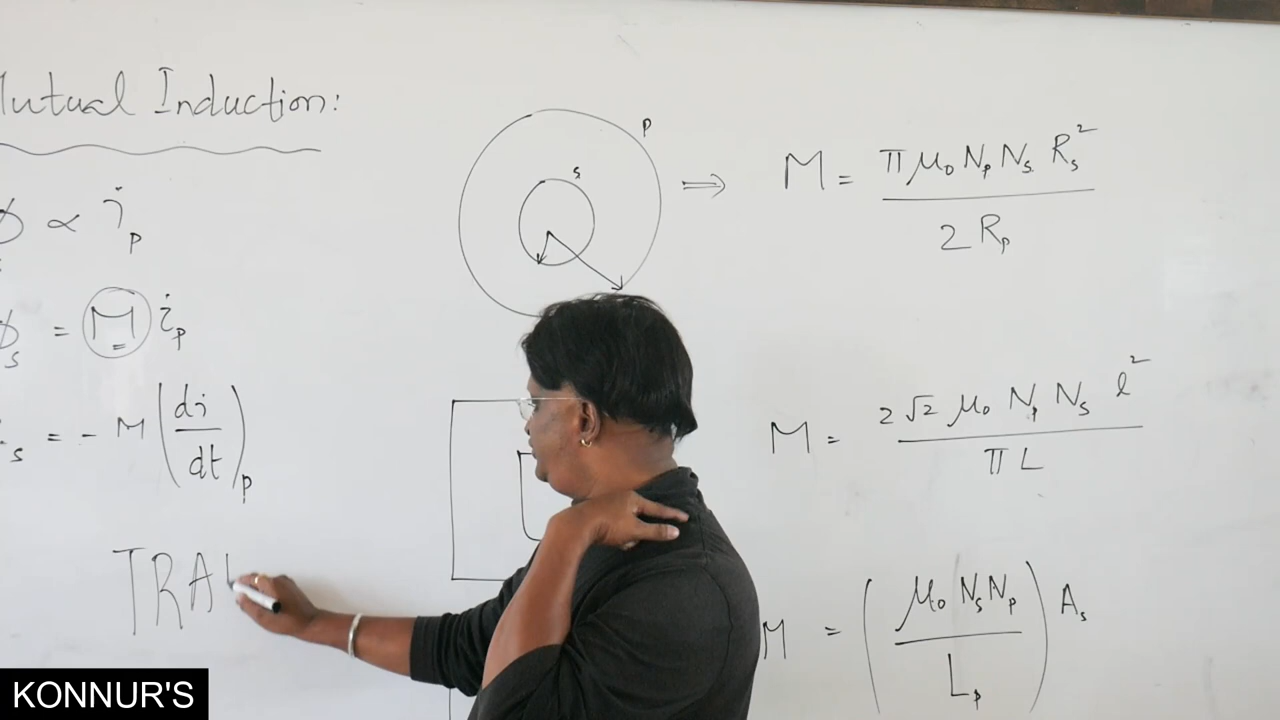 Mutual Induction:
ϕ ∝ i_p
ϕ_s = M i_p
s = - M (di/dt)_p
TRA
P
s
⇒ M = π μ₀ N_p N_s R_s² / 2 R_p
M = 2 √2 μ₀ N_p N_s l² / π L
M = (μ₀ N_s N_p / L_p) A_s
KONNUR'S